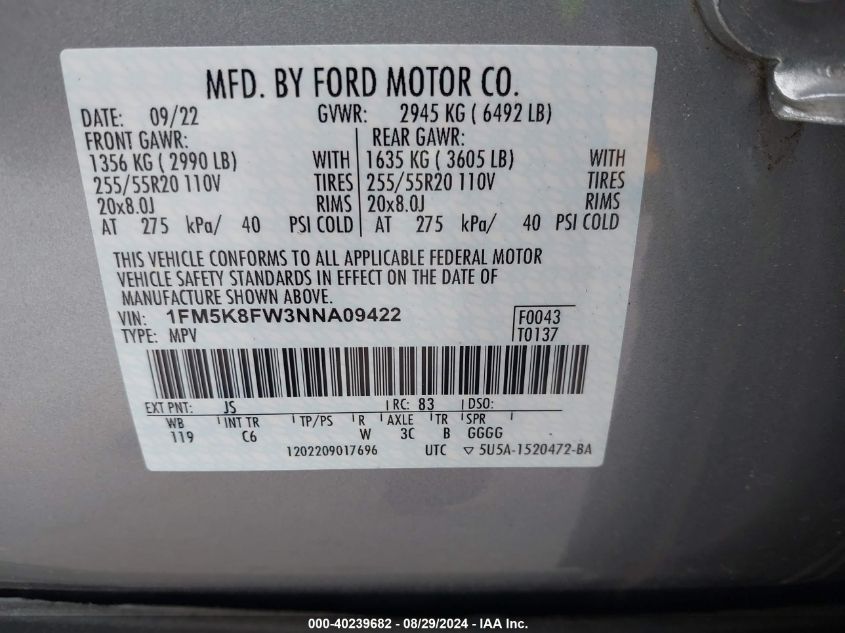 MFD. BY FORD MOTOR CO.
DATE: 09/22 GVWR: 2945 KG ( 6492 LB)
FRONT GAWR: REAR GAWR:
1356 KG ( 2990 LB) WITH 1635 KG ( 3605 LB) WITH
255/55R20 110V TIRES 255/55R20 110V TIRES
20x8.0J RIMS 20x8.0J RIMS
AT 275 kPa/ 40 PSI COLD AT 275 kPa/ 40 PSI COLD
THIS VEHICLE CONFORMS TO ALL APPLICABLE FEDERAL MOTOR
VEHICLE SAFETY STANDARDS IN EFFECT ON THE DATE OF
MANUFACTURE SHOWN ABOVE.
VIN: 1FM5K8FW3NNA09422 F0043
TYPE: MPV T0137
EXT PNT: JS RC: 83 DSO:
WB INT TR TP/PS R AXLE TR SPR
119 C6 W 3C B GGGG
1202209017696 UTC ▽ 5U5A-1520472-BA
000-40239682 - 08/29/2024 - IAA Inc.